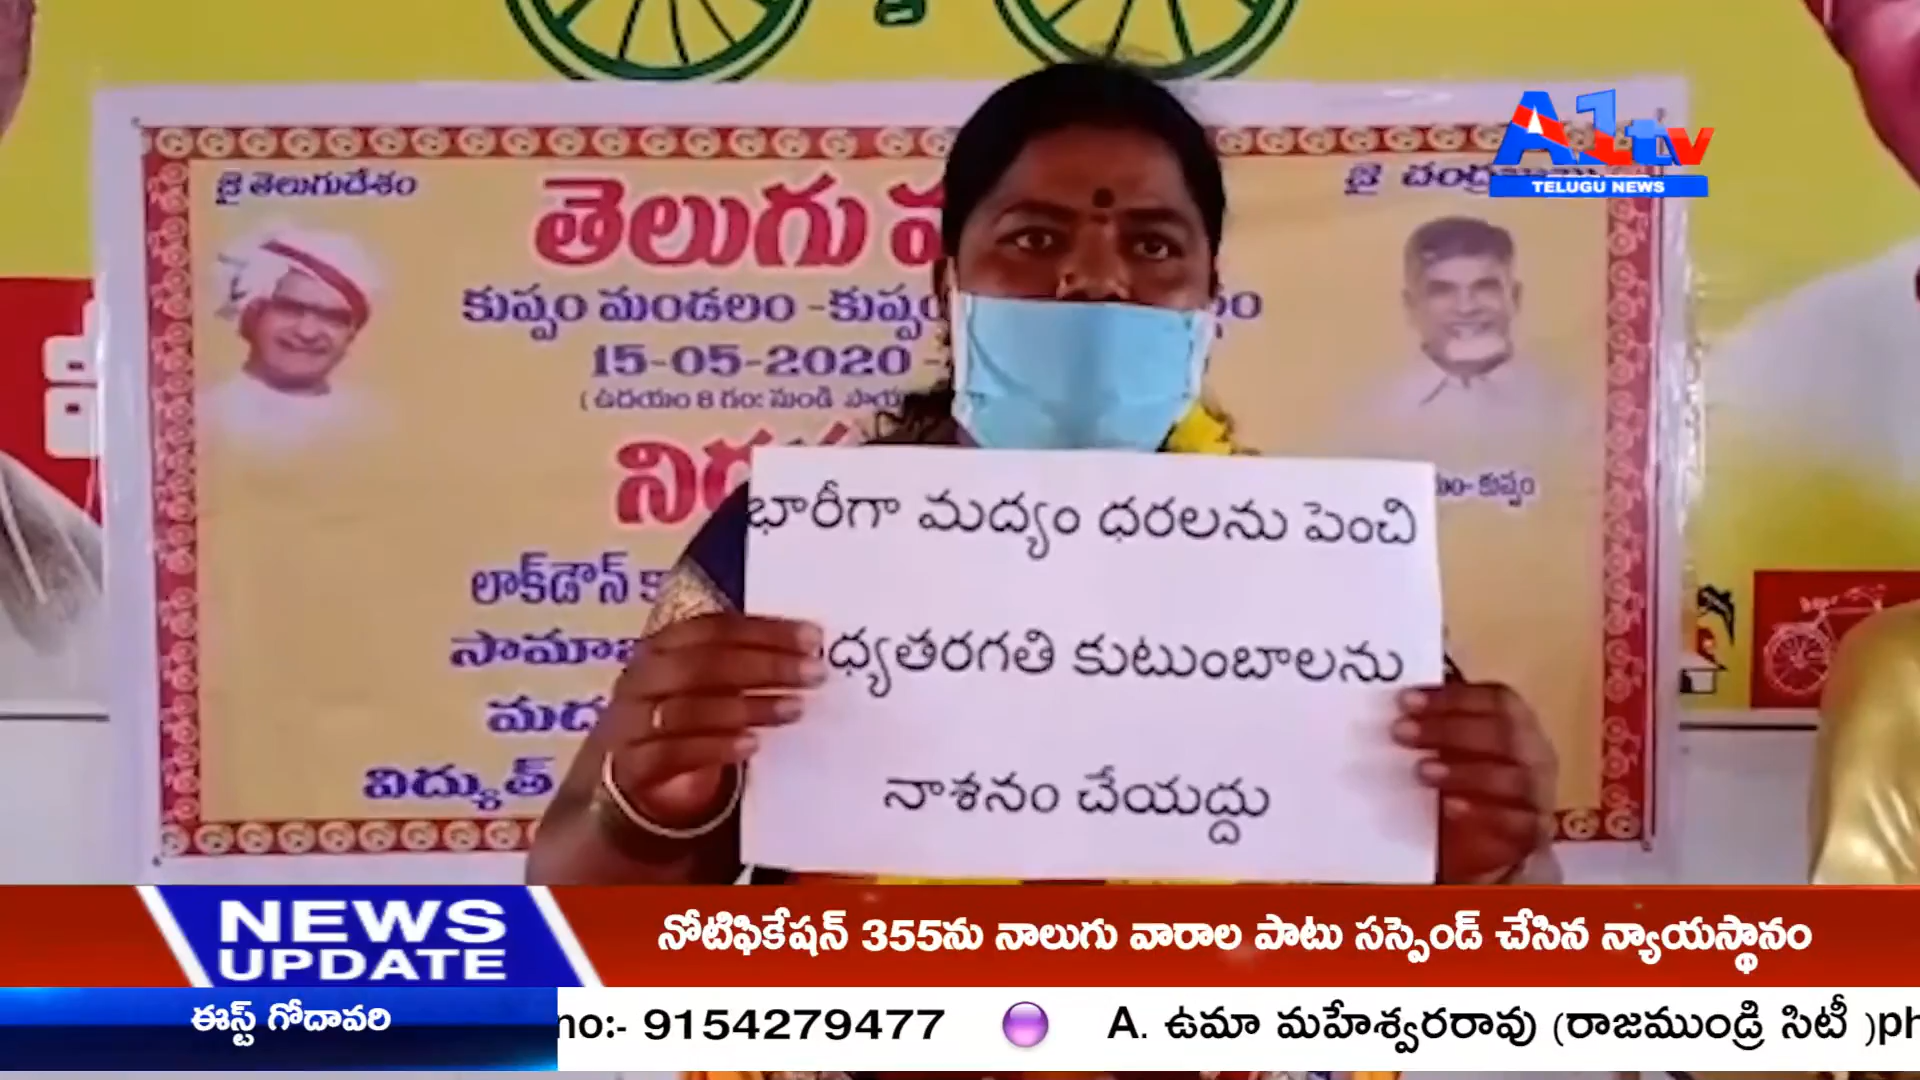 A1tv
TELUGU NEWS
జై తెలుగుదేశం
జై
తెలుగు
కుప్పం మండలం -
15-05-2020 -
( ఉదయం 8 గం: నుండి
కుప్పం
లాక్‌డౌన్
విద్యుత్
భారీగా మద్యం ధరలను పెంచి
కుటుంబాలను
నాశనం చేయద్దు
NEWS
UPDATE
నోటిఫికేషన్ 355ను నాలుగు వారాల పాటు సస్పెండ్ చేసిన న్యాయస్థానం
ఈస్ట్ గోదావరి
no:- 9154279477 A. ఉమా మహేశ్వరరావు (రాజముండ్రి సిటీ )ph